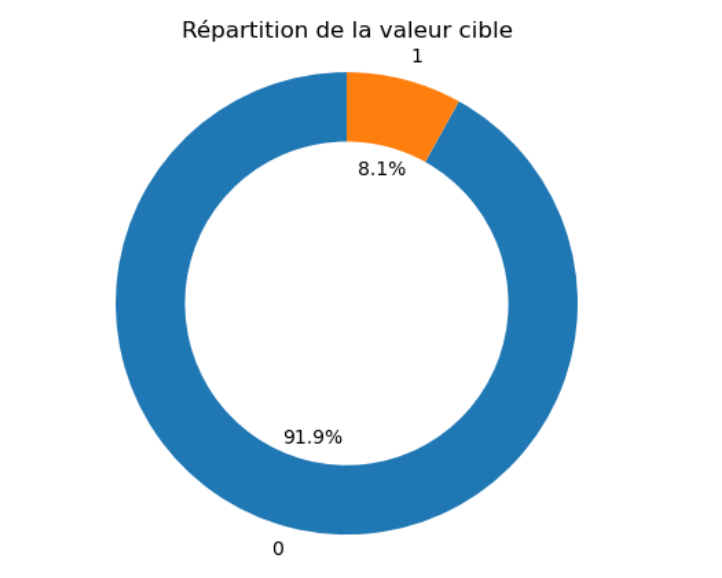 Répartition de la valeur cible
1
8.1%
91.9%
0